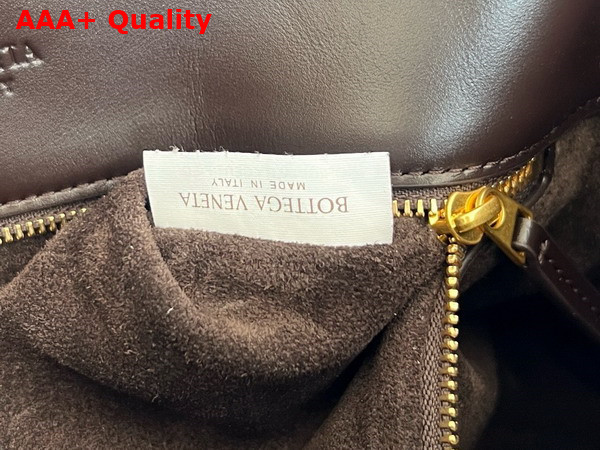 AAA+ Quality
BOTTEGA VENETA
MADE IN ITALY